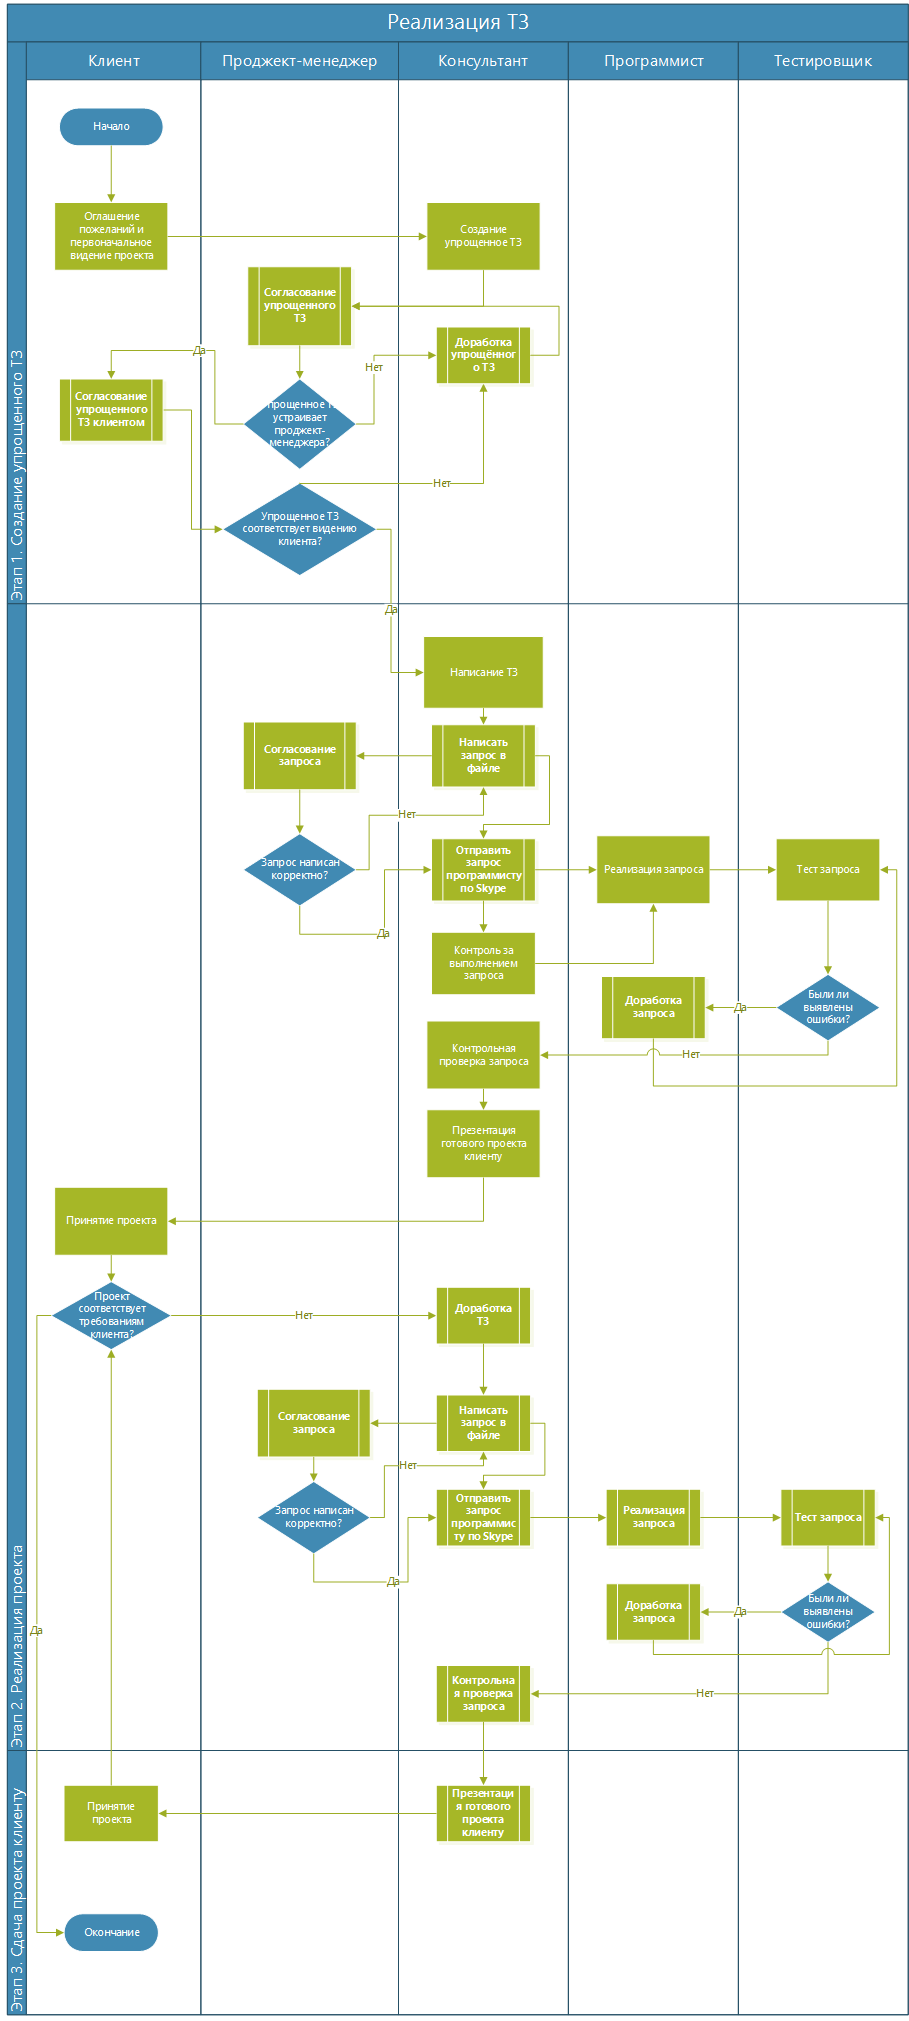 Реализация ТЗ
Клиент
Проджект-менеджер
Консультант
Программист
Тестировщик
Этап 1. Создание упрощенного ТЗ
Начало
Оглашение
пожеланий и
первоначальное
видение проекта
Создание
упрощенное ТЗ
Согласование
упрощенного
ТЗ
Доработка
упрощённог
о ТЗ
Да
Нет
Согласование
упрощенного
ТЗ клиентом
устраивает
проджект-
менеджера?
Нет
Упрощенное ТЗ
соответствует видению
клиента?
Да
Этап 2. Реализация проекта
Написание ТЗ
Согласование
запроса
Написать
запрос в
файле
Нет
Запрос написан
корректно?
Отправить
запрос
программисту
по Skype
Реализация запроса
Тест запроса
Да
Контроль за
выполнением
запроса
Доработка
запроса
Да
Были ли
выявлены
ошибки?
Контрольная
проверка запроса
Нет
Презентация
готового проекта
клиенту
Принятие проекта
Проект
соответствует
требованиям
клиента?
Нет
Доработка
ТЗ
Согласование
запроса
Написать
запрос в
файле
Нет
Запрос написан
корректно?
Отправить
запрос
программис
ту по Skype
Реализация
запроса
Тест запроса
Да
Доработка
запроса
Да
Были ли
выявлены
ошибки?
Да
Контрольна
я проверка
запроса
Нет
Этап 3. Сдача проекта клиенту
Принятие
проекта
Презентаци
я готового
проекта
клиенту
Окончание